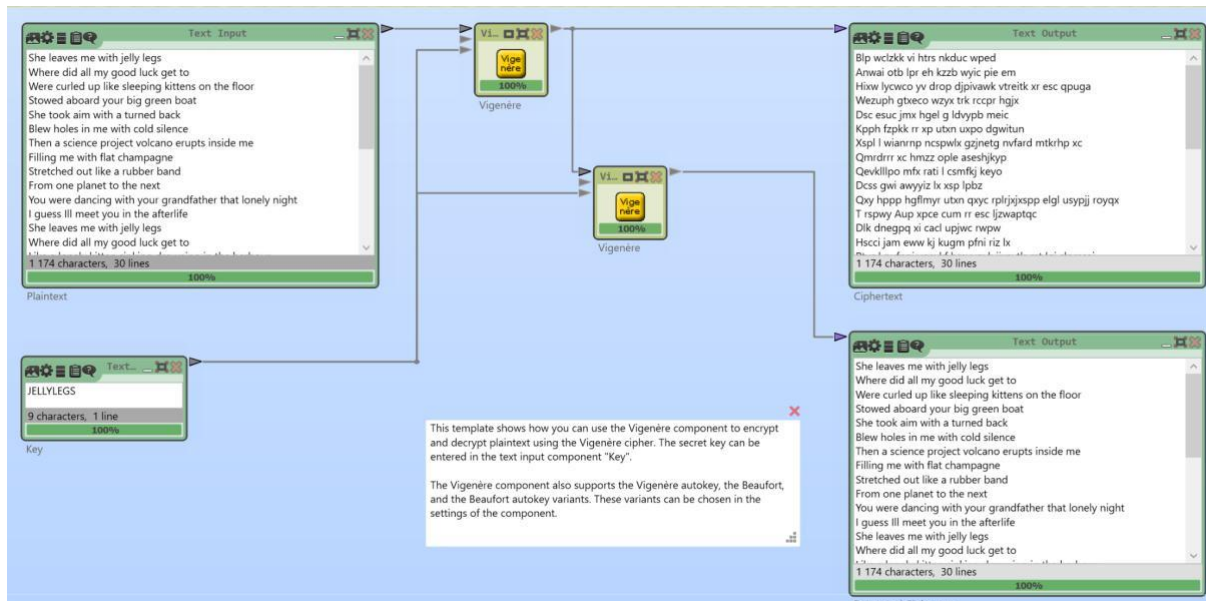 Text Input
She leaves me with jelly legs
Where did all my good luck get to
Were curled up like sleeping kittens on the floor
Stowed aboard your big green boat
She took aim with a turned back
Blew holes in me with cold silence
Then a science project volcano erupts inside me
Filling me with flat champagne
Stretched out like a rubber band
From one planet to the next
You were dancing with your grandfather that lonely night
I guess Ill meet you in the afterlife
She leaves me with jelly legs
Where did all my good luck get to
1 174 characters, 30 lines
100%
Plaintext
Text...
JELLYLEGS
9 characters, 1 line
100%
Key
Vi...
Vige
nére
100%
Vigenère
Vi...
Vige
nére
100%
Vigenère
This template shows how you can use the Vigenère component to encrypt
and decrypt plaintext using the Vigenère cipher. The secret key can be
entered in the text input component "Key".
The Vigenère component also supports the Vigenère autokey, the Beaufort,
and the Beaufort autokey variants. These variants can be chosen in the
settings of the component.
Text Output
Blp wclzkk vi htrs nkduc wped
Anwai otb lpr eh kzzb wyic pie em
Hixw lycwco yv drop djpivawk vtreitk xr esc qpuga
Wezuph gtxeco wzyx trk rccpr hgjx
Dsc esuc jmx hgel g ldvypb meic
Kpph fzpkk rr xp utxn uxpo dgwitun
Xspl l wianrnp ncspwlx gzjnetg nvfard mtkrhp xc
Qmrdrrr xc hmzz ople aseshjkyp
Qevklllpo mfx rati l csmfkj keyo
Dcss gwi awyyiz lx xsp lpbz
Qxy hppp hgflmyr utxn qxyc rplrjxjxspp elgl usypjj royqx
T rspwy Aup xpce cum rr esc ljzwaptqc
Dlk dnegpq xi cacl upjwc rwpw
Hscci jam eww kj kugm pfni riz lx
1 174 characters, 30 lines
100%
Ciphertext
Text Output
She leaves me with jelly legs
Where did all my good luck get to
Were curled up like sleeping kittens on the floor
Stowed aboard your big green boat
She took aim with a turned back
Blew holes in me with cold silence
Then a science project volcano erupts inside me
Filling me with flat champagne
Stretched out like a rubber band
From one planet to the next
You were dancing with your grandfather that lonely night
I guess Ill meet you in the afterlife
She leaves me with jelly legs
Where did all my good luck get to
1 174 characters, 30 lines
100%